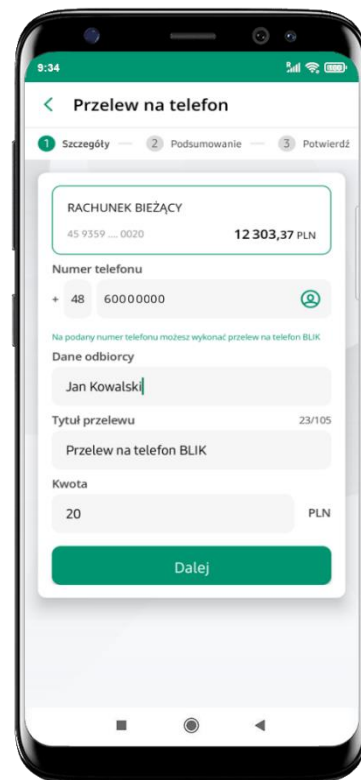 9:34
Przelew na telefon
1 Szczegóły 2 Podsumowanie 3 Potwierdź
RACHUNEK BIEŻĄCY
45 9359 .... 0020 12 303,37 PLN
Numer telefonu
+ 48 60000000
Na podany numer telefonu możesz wykonać przelew na telefon BLIK
Dane odbiorcy
Jan Kowalski
Tytuł przelewu 23/105
Przelew na telefon BLIK
Kwota
20 PLN
Dalej